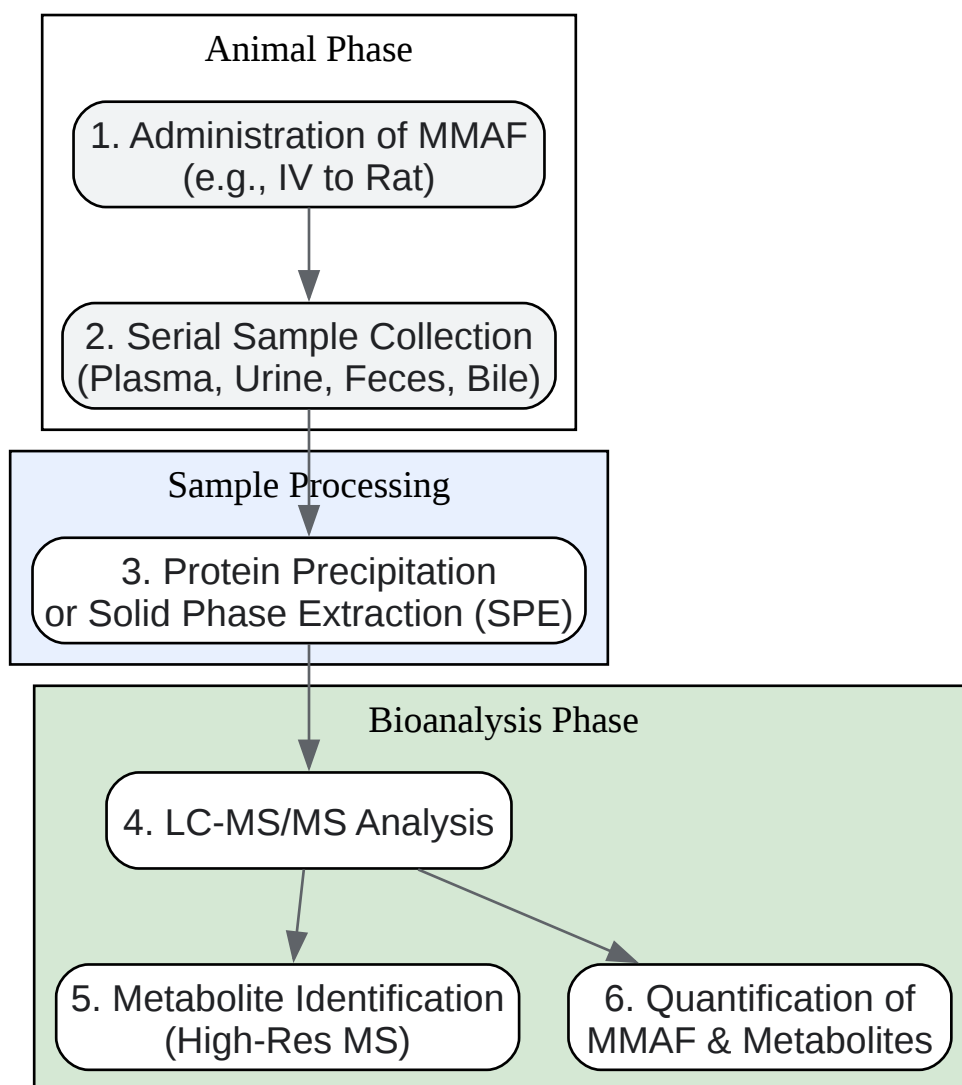 Animal Phase
1. Administration of MMAF
(e.g., IV to Rat)
2. Serial Sample Collection
(Plasma, Urine, Feces, Bile)
Sample Processing
3. Protein Precipitation
or Solid Phase Extraction (SPE)
Bioanalysis Phase
4. LC-MS/MS Analysis
5. Metabolite Identification
(High-Res MS)
6. Quantification of
MMAF & Metabolites